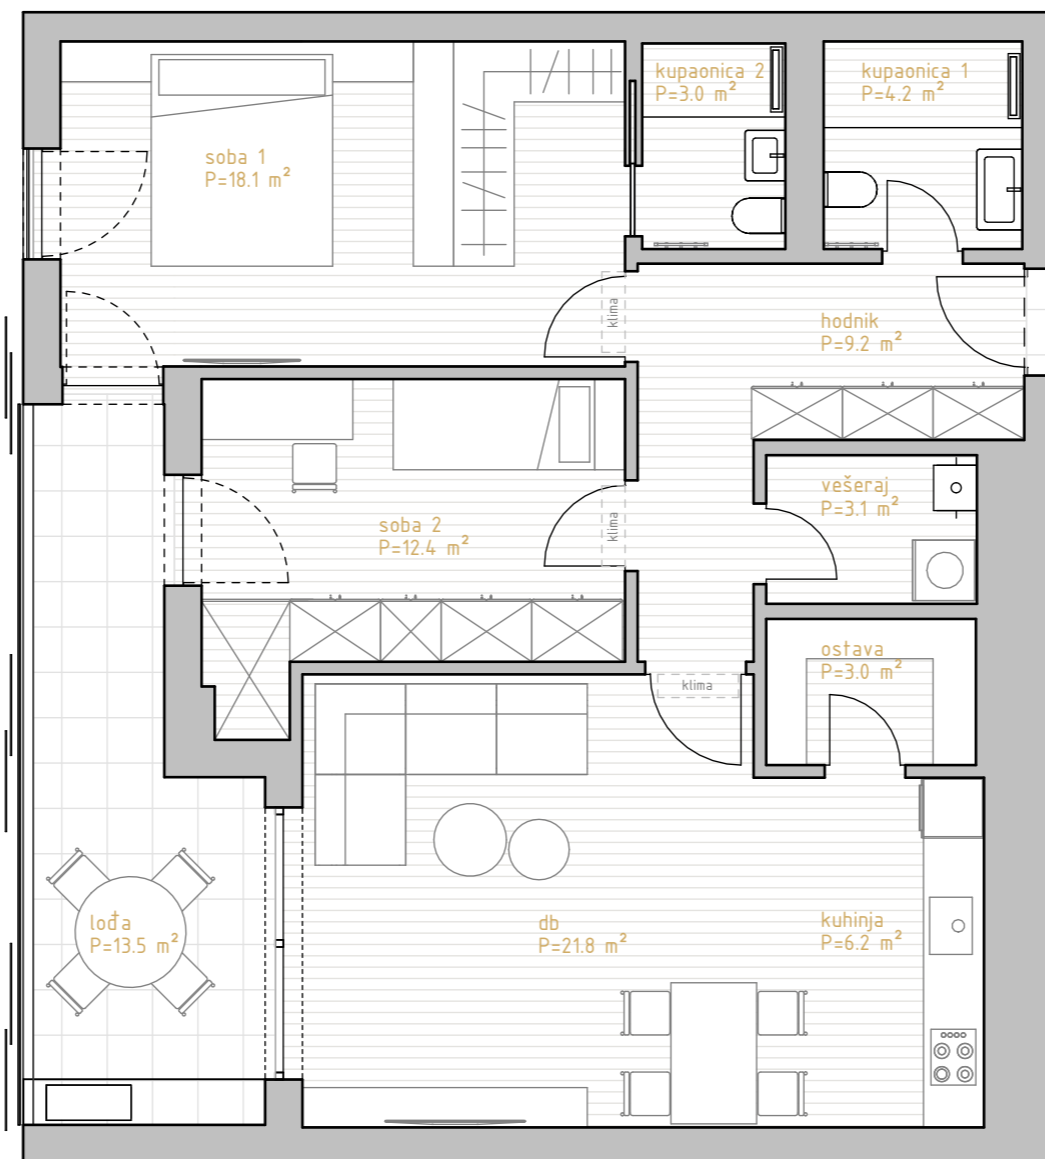 kupaonica 2
P=3.0 m²
kupaonica 1
P=4.2 m²
soba 1
P=18.1 m²
klima
hodnik
P=9.2 m²
vešeraj
P=3.1 m²
soba 2
P=12.4 m²
klima
ostava
P=3.0 m²
klima
lođa
P=13.5 m²
db
P=21.8 m²
kuhinja
P=6.2 m²